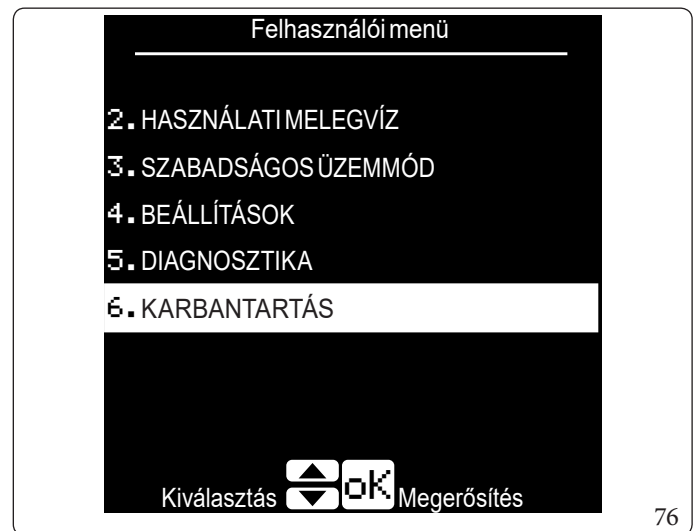 Felhasználói menü
2. HASZNÁLATI MELEGVÍZ
3. SZABADSÁGOS ÜZEMMÓD
4. BEÁLLÍTÁSOK
5. DIAGNOSZTIKA
6. KARBANTARTÁS
Kiválasztás oK Megerősítés
76